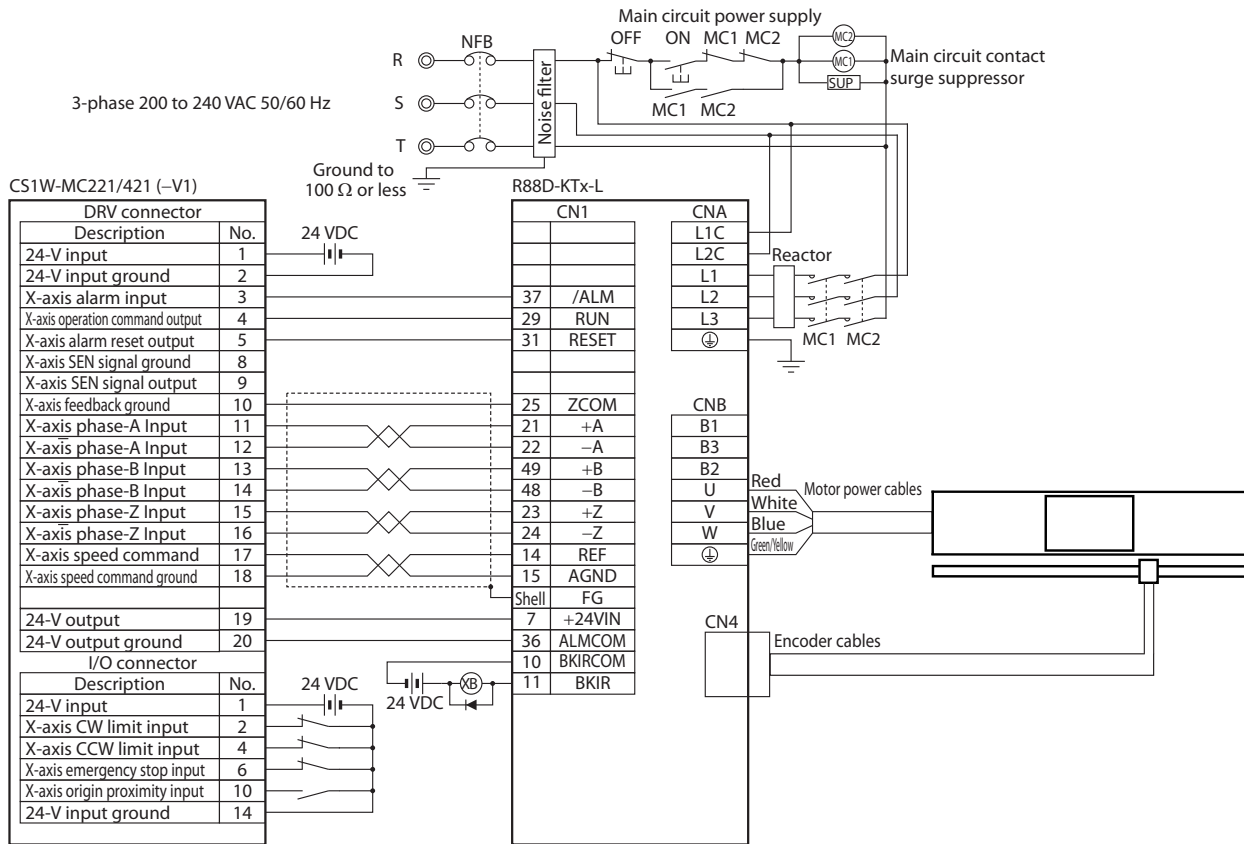 Main circuit power supply
OFF ON MC1 MC2
MC2
MC1
SUP
Main circuit contact
surge suppressor
MC1 MC2
NFB
R
S
T
Noise filter
3-phase 200 to 240 VAC 50/60 Hz
Ground to
100 Ω or less
CS1W-MC221/421 (−V1)
DRV connector
Description No.
24-V input 1
24-V input ground 2
X-axis alarm input 3
X-axis operation command output 4
X-axis alarm reset output 5
X-axis SEN signal ground 8
X-axis SEN signal output 9
X-axis feedback ground 10
X-axis phase-A Input 11
X-axis phase-A Input 12
X-axis phase-B Input 13
X-axis phase-B Input 14
X-axis phase-Z Input 15
X-axis phase-Z Input 16
X-axis speed command 17
X-axis speed command ground 18
24-V output 19
24-V output ground 20
I/O connector
Description No.
24-V input 1
X-axis CW limit input 2
X-axis CCW limit input 4
X-axis emergency stop input 6
X-axis origin proximity input 10
24-V input ground 14
24 VDC
24 VDC
24 VDC
XB
R88D-KTx-L
CN1
37 /ALM
29 RUN
31 RESET
25 ZCOM
21 +A
22 −A
49 +B
48 −B
23 +Z
24 −Z
14 REF
15 AGND
Shell FG
7 +24VIN
36 ALMCOM
10 BKIRCOM
11 BKIR
CNA
L1C
L2C
L1
L2
L3
Reactor
MC1 MC2
CNB
B1
B3
B2
U
V
W
Red
White
Blue
Green/Yellow
Motor power cables
CN4
Encoder cables